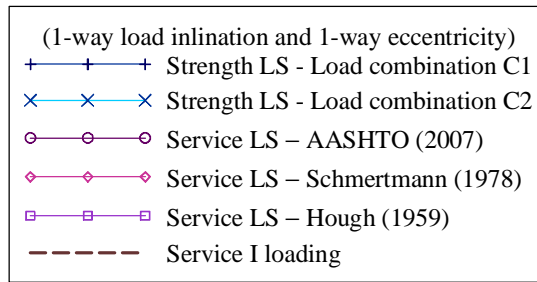 (1-way load inlination and 1-way eccentricity)
Strength LS - Load combination C1
Strength LS - Load combination C2
Service LS – AASHTO (2007)
Service LS – Schmertmann (1978)
Service LS – Hough (1959)
Service I loading